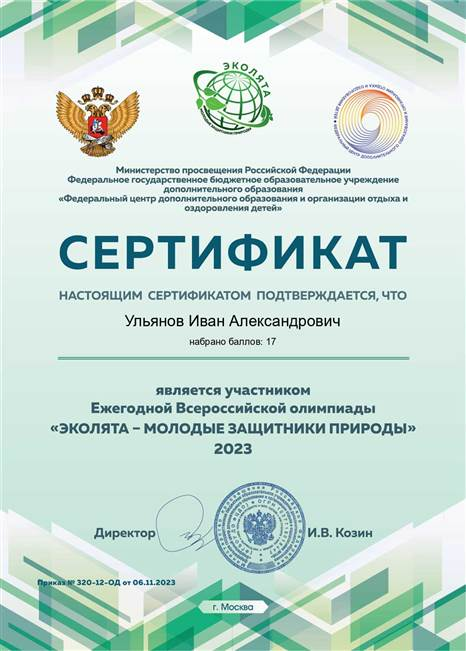 ЭКОЛЯТА
Министерство просвещения Российской Федерации
Федеральное государственное бюджетное образовательное учреждение
дополнительного образования
«Федеральный центр дополнительного образования и организации отдыха и
оздоровления детей»
СЕРТИФИКАТ
НАСТОЯЩИМ СЕРТИФИКАТОМ ПОДТВЕРЖДАЕТСЯ, ЧТО
Ульянов Иван Александрович
набрано баллов: 17
является участником
Ежегодной Всероссийской олимпиады
«ЭКОЛЯТА – МОЛОДЫЕ ЗАЩИТНИКИ ПРИРОДЫ»
2023
Директор
И.В. Козин
Приказ № 320-12-ОД от 06.11.2023
г. Москва